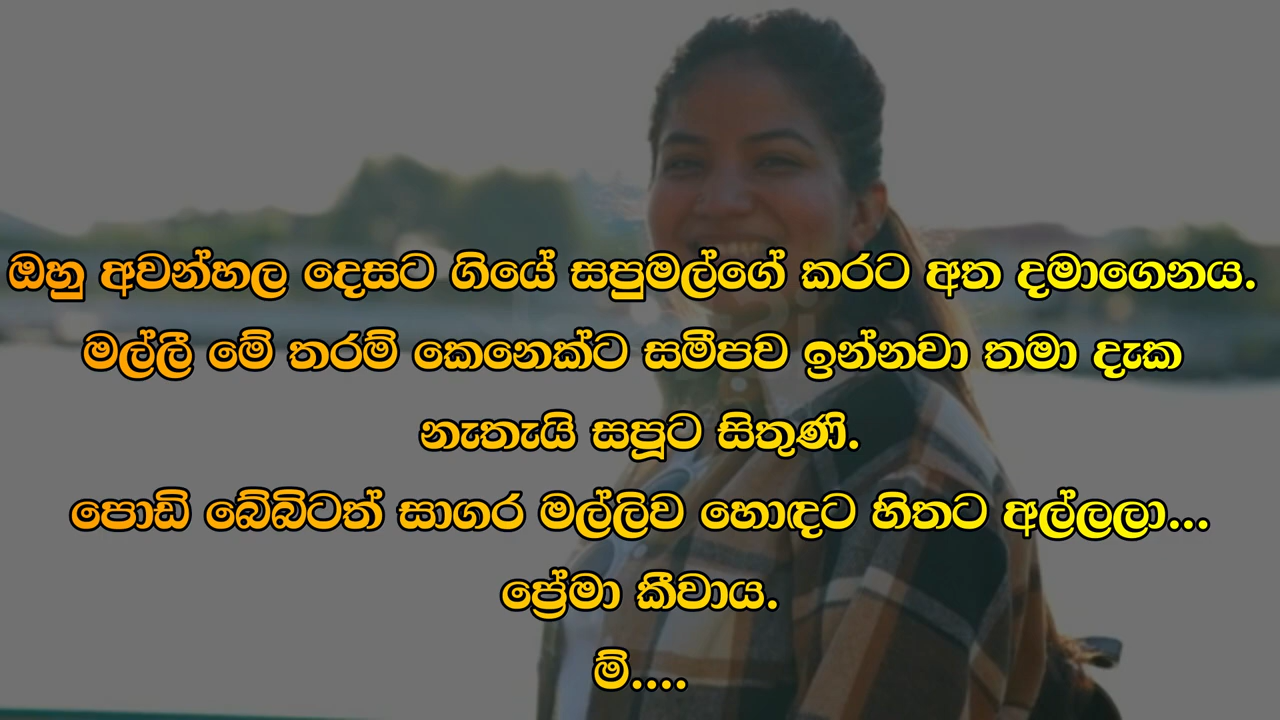 ඔහු අවන්හල දෙසට ගියේ සපුමල්ගේ කරට අත දමාගෙනය.
මල්ලී මේ තරම් කෙනෙක්ට සමීපව ඉන්නවා තමා දැක
නැතැයි සපූට සිතුණි.
පොඩි බේබිටත් සාගර මල්ලිව හොඳට හිතට අල්ලලා...
ප්‍රේමා කීවාය.
ම්....